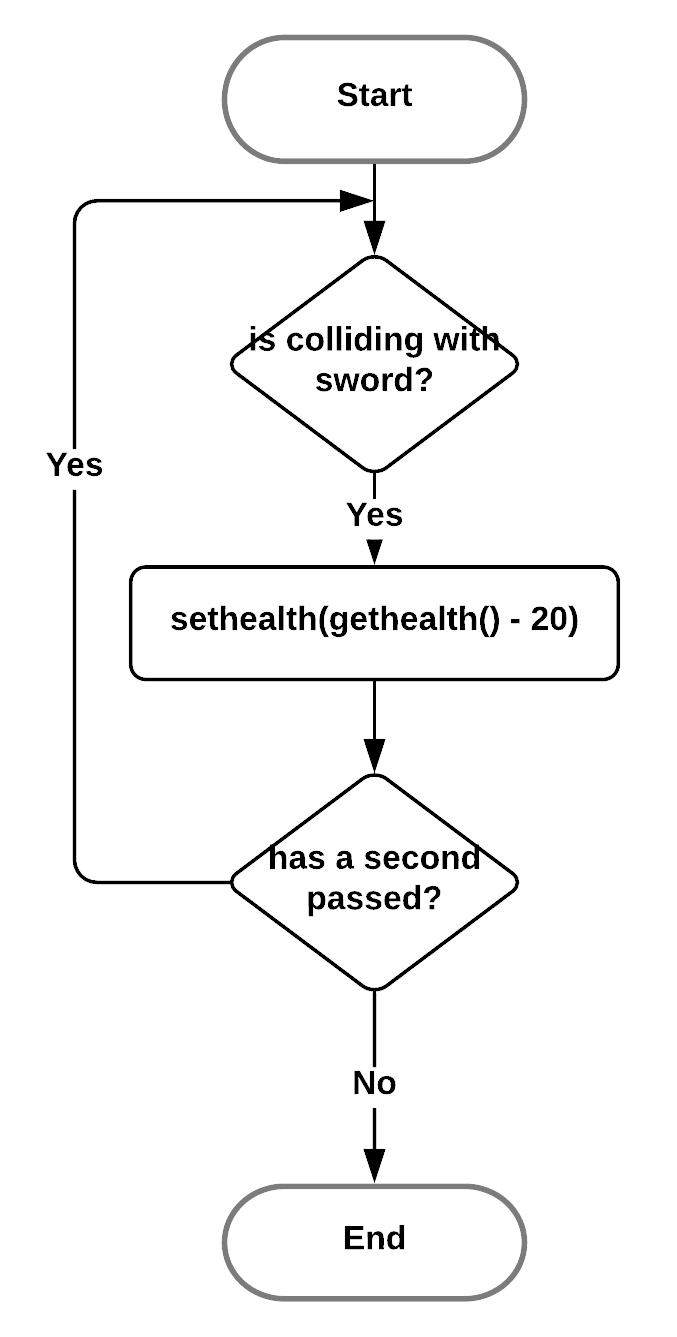 Start
is colliding with
sword?
Yes
Yes
sethealth(gethealth() - 20)
has a second
passed?
No
End